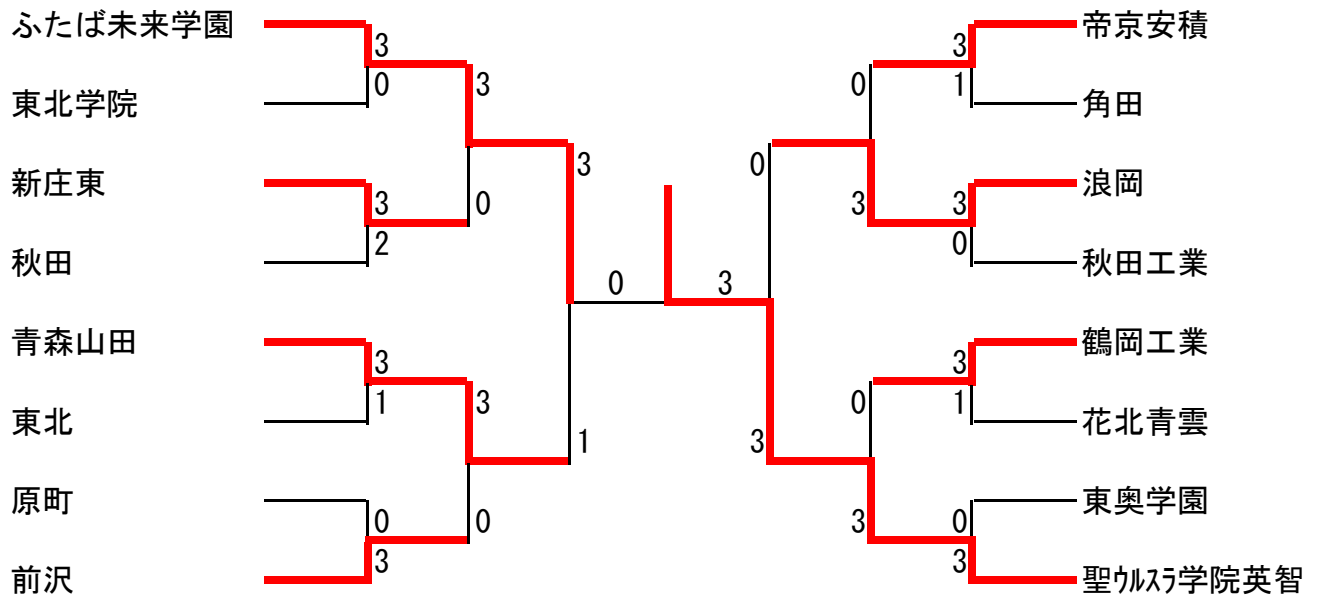 ふたば未来学園
3
0
東北学院
3
新庄東
3
2
秋田
0
3
青森山田
3
1
東北
3
原町
0
3
前沢
0
1
0
3
帝京安積
3
1
角田
0
浪岡
3
0
秋田工業
3
0
鶴岡工業
3
1
花北青雲
0
東奥学園
0
3
聖ｳﾙｽﾗ学院英智
3
3